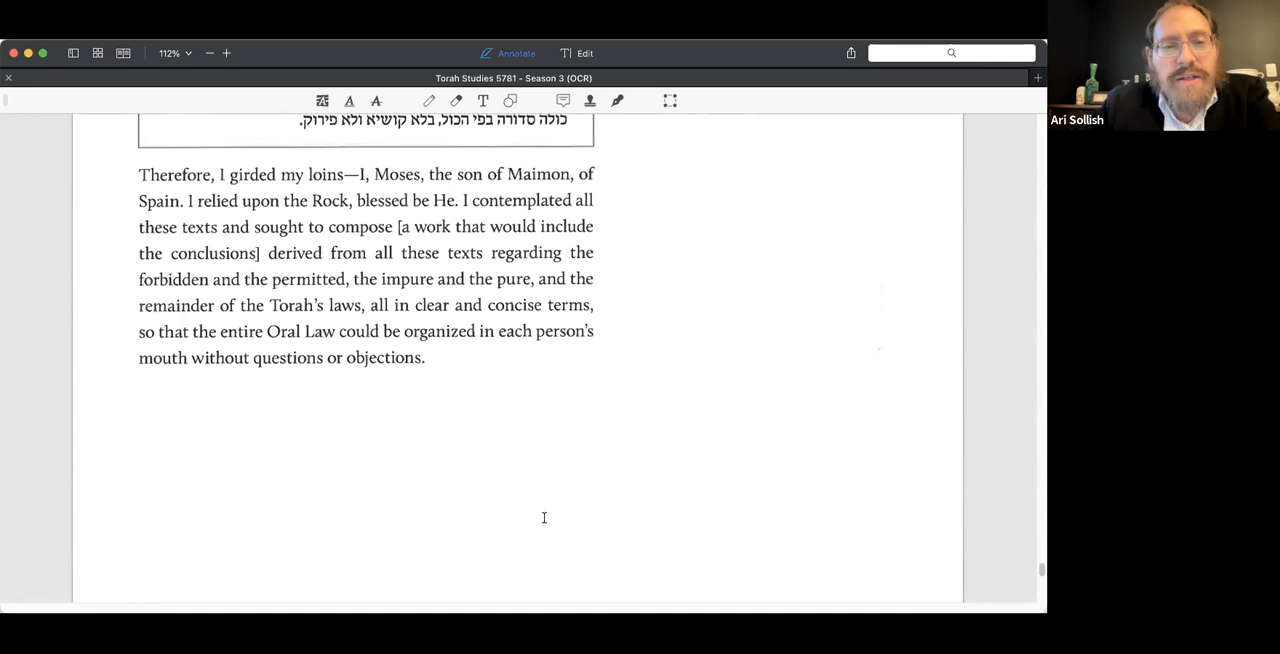 112%
Annotate
Edit
Torah Studies 5781 - Season 3 (OCR)
Ari Sollish
כולה סדורה בפי הכול, בלא קושיא ולא פירוק.
Therefore, I girded my loins—I, Moses, the son of Maimon, of
Spain. I relied upon the Rock, blessed be He. I contemplated all
these texts and sought to compose [a work that would include
the conclusions] derived from all these texts regarding the
forbidden and the permitted, the impure and the pure, and the
remainder of the Torah's laws, all in clear and concise terms,
so that the entire Oral Law could be organized in each person's
mouth without questions or objections.